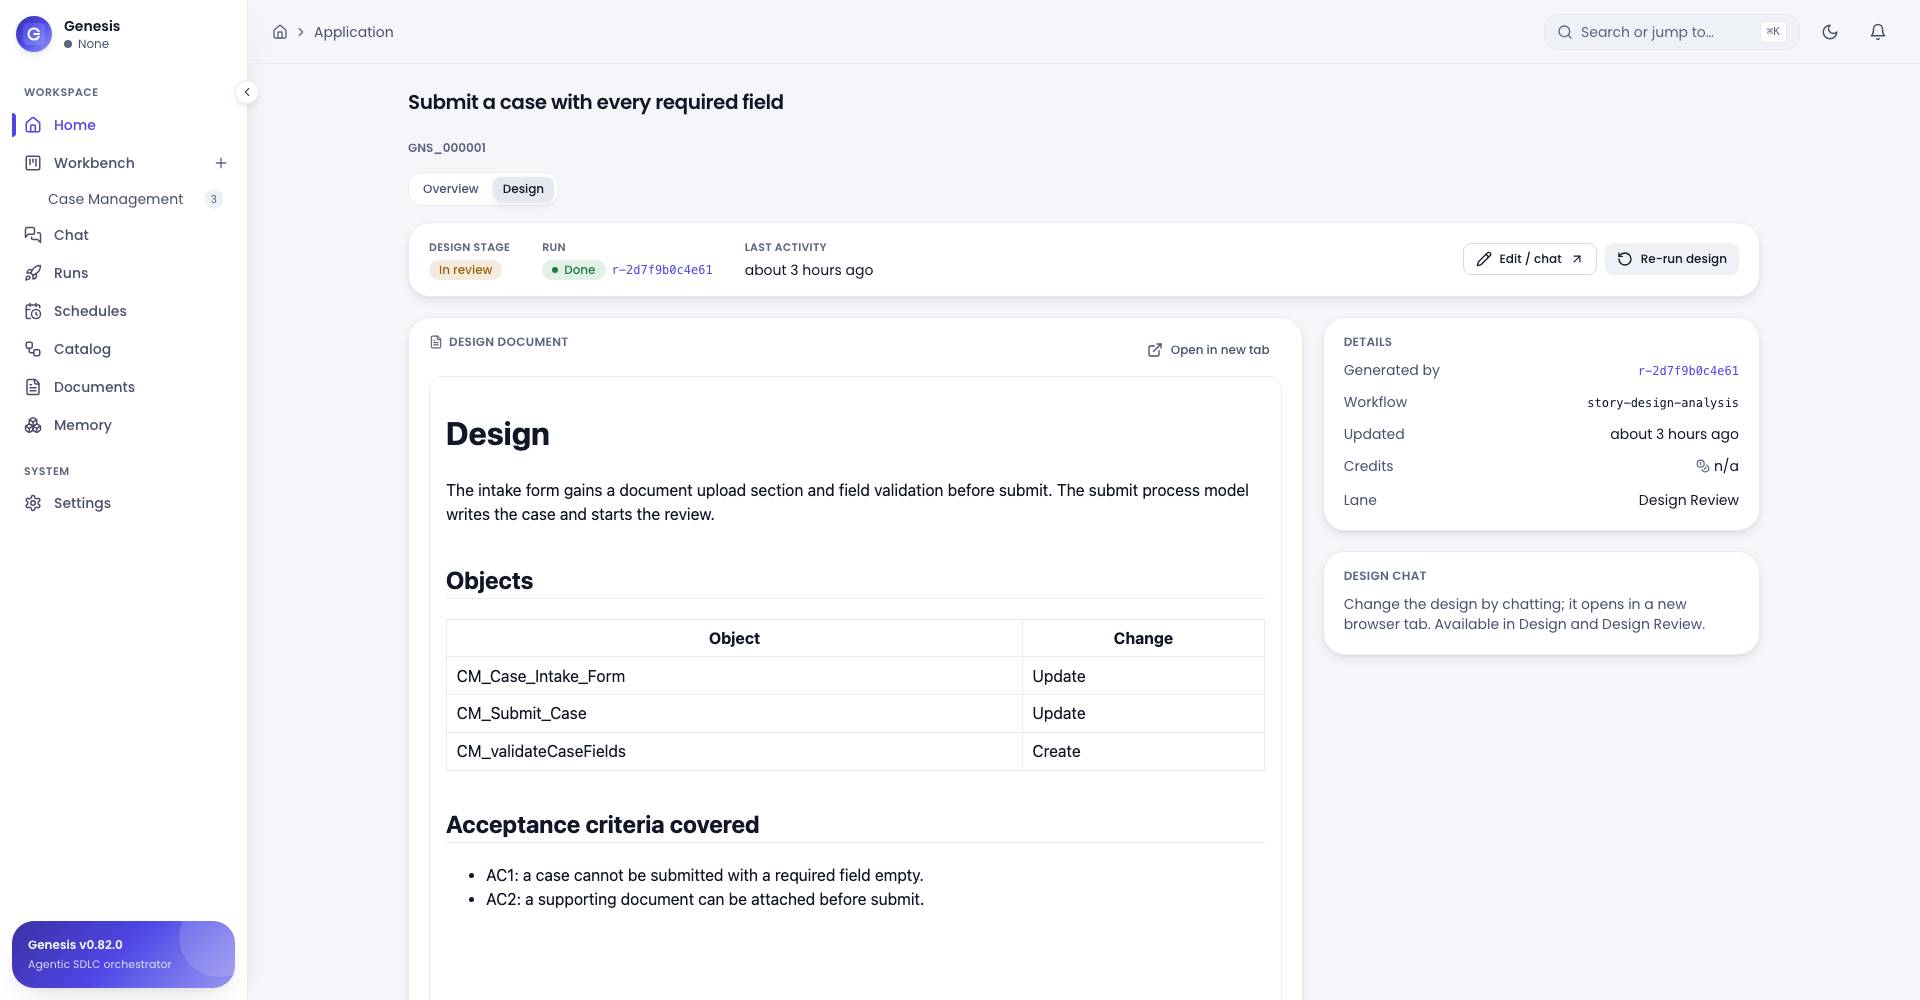 Genesis
None
WORKSPACE
Home
Workbench
Case Management 3
Chat
Runs
Schedules
Catalog
Documents
Memory
SYSTEM
Settings
Genesis v0.82.0
Agentic SDLC orchestrator
Application
Search or jump to... ⌘K
Submit a case with every required field
GNS_000001
Overview Design
DESIGN STAGE RUN LAST ACTIVITY
In review Done r-2d7f9b0c4e61 about 3 hours ago
Edit / chat Re-run design
DESIGN DOCUMENT
Open in new tab
Design
The intake form gains a document upload section and field validation before submit. The submit process model
writes the case and starts the review.
Objects
Object Change
CM_Case_Intake_Form Update
CM_Submit_Case Update
CM_validateCaseFields Create
Acceptance criteria covered
• AC1: a case cannot be submitted with a required field empty.
• AC2: a supporting document can be attached before submit.
DETAILS
Generated by r-2d7f9b0c4e61
Workflow story-design-analysis
Updated about 3 hours ago
Credits n/a
Lane Design Review
DESIGN CHAT
Change the design by chatting; it opens in a new
browser tab. Available in Design and Design Review.